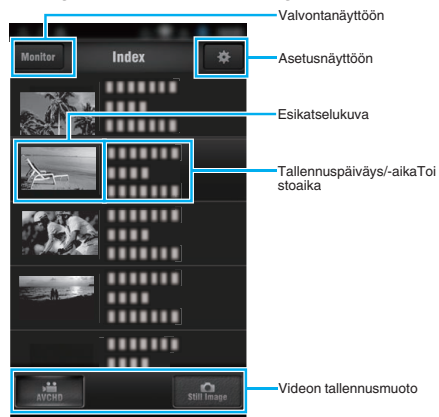 Valvontanäyttöön
Monitor Index
Asetusnäyttöön
Esikatselukuva
Tallennuspäiväys/-aikaToi
stoaika
AVCHD Still Image
Videon tallennusmuoto